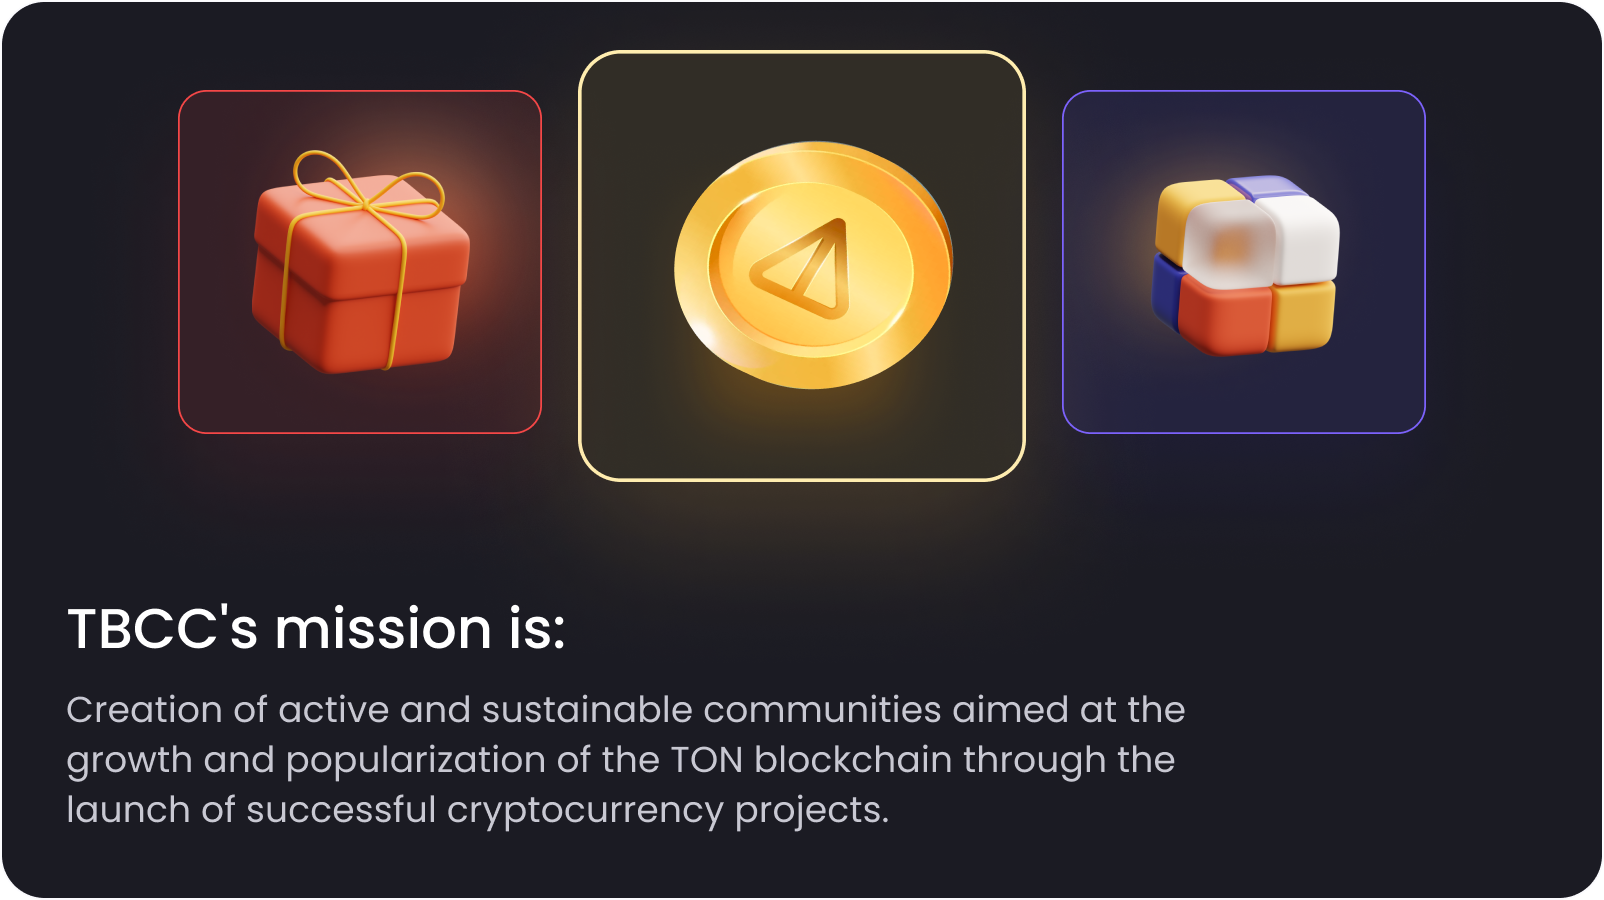 TBCC's mission is:
Creation of active and sustainable communities aimed at the
growth and popularization of the TON blockchain through the
launch of successful cryptocurrency projects.